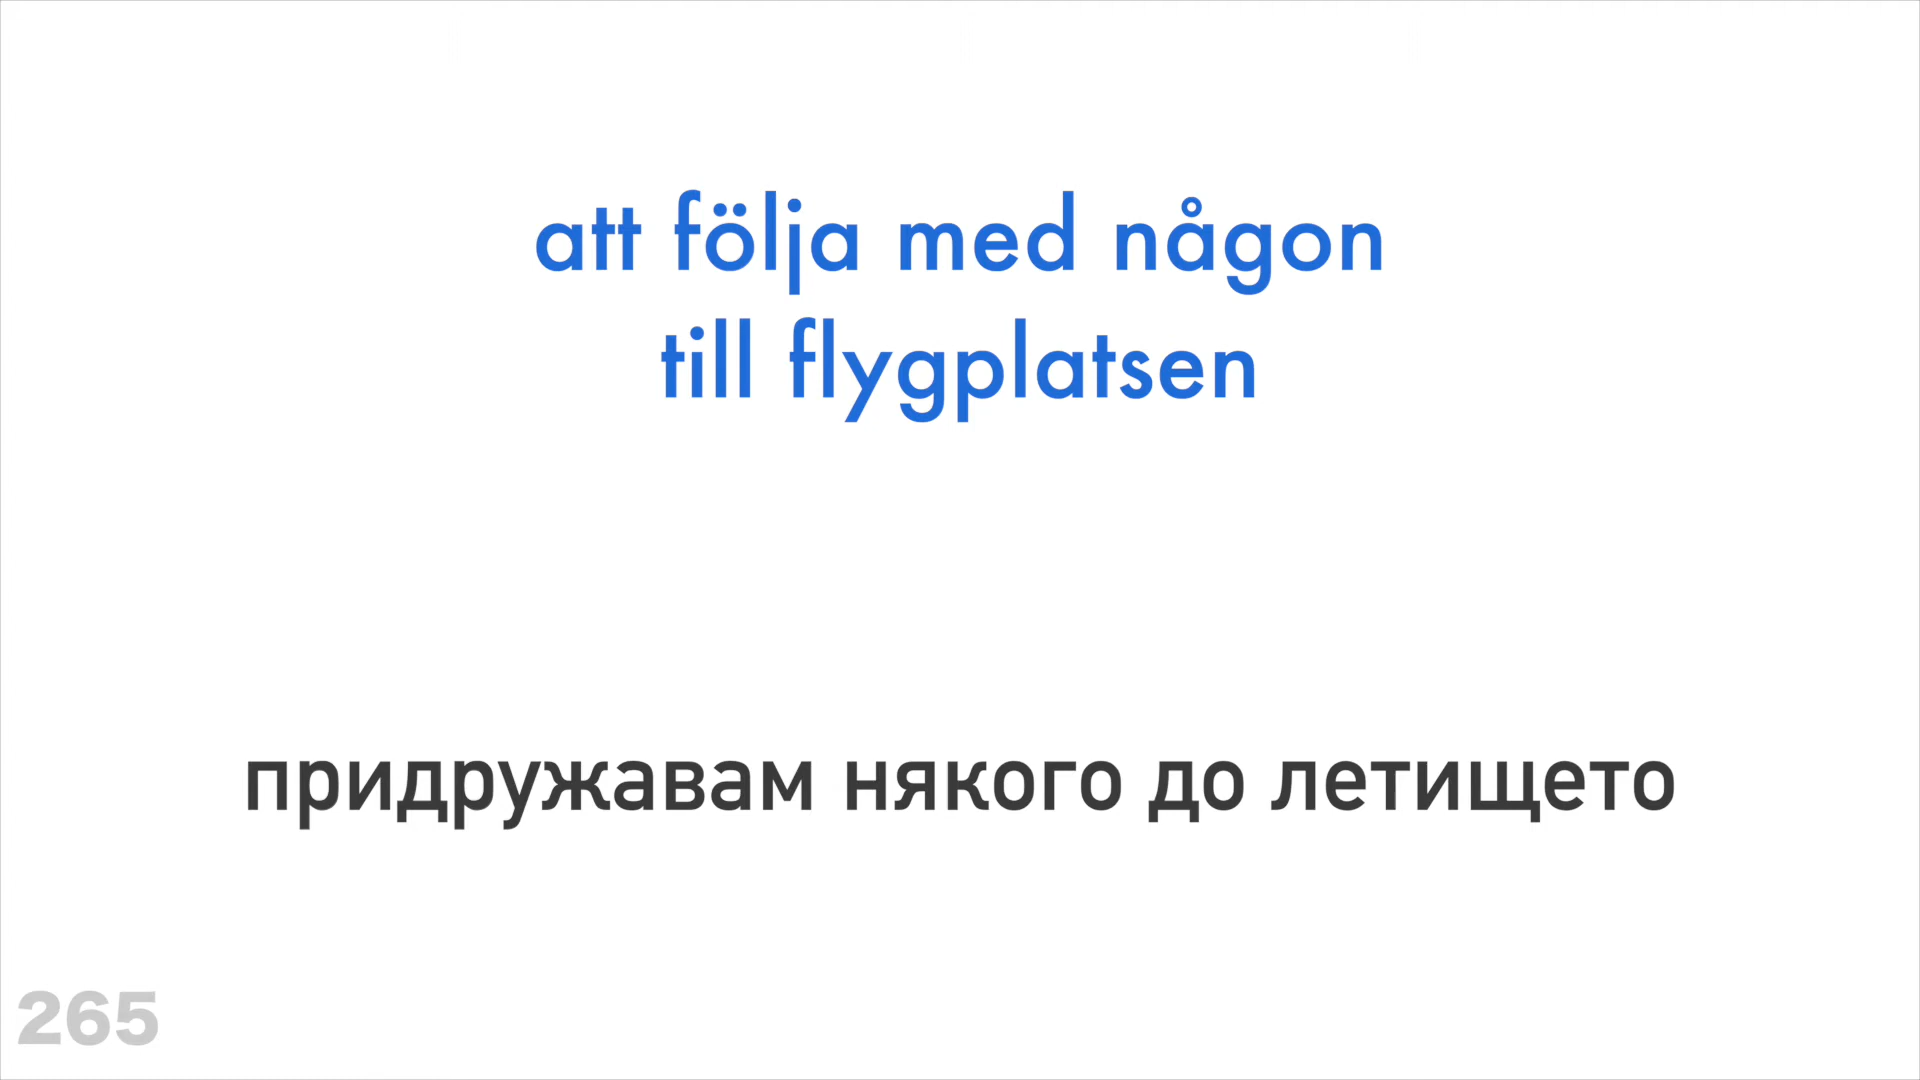 att följa med någon
till flygplatsen
придружавам някого до летището
265